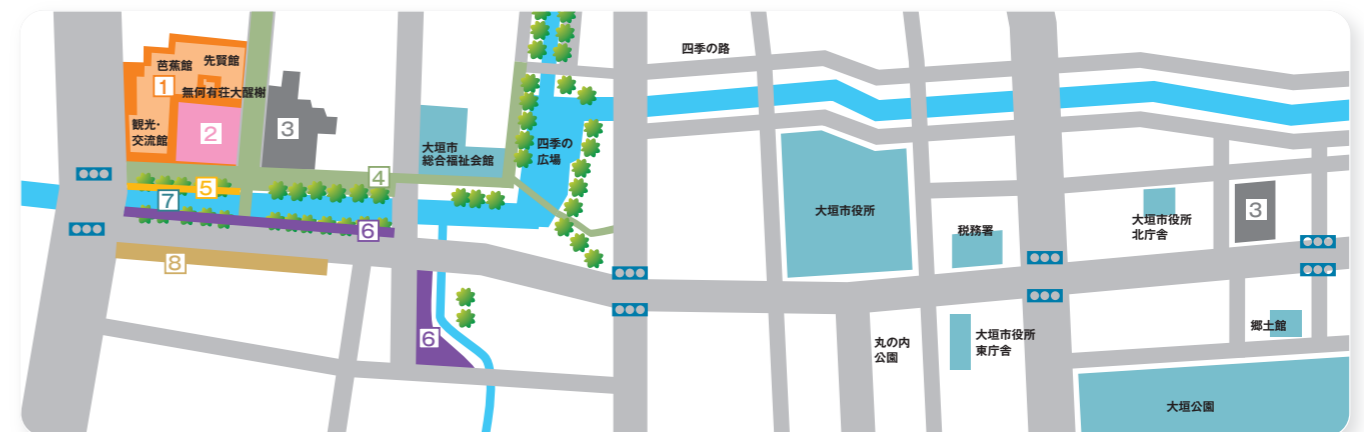 芭蕉館
先賢館
1
無何有荘大醒榭
観光・
交流館
2
3
大垣市
総合福祉会館
四季の
広場
4
5
7
6
8
6
四季の路
大垣市役所
税務署
大垣市役所
北庁舎
3
丸の内
公園
大垣市役所
東庁舎
郷土館
大垣公園